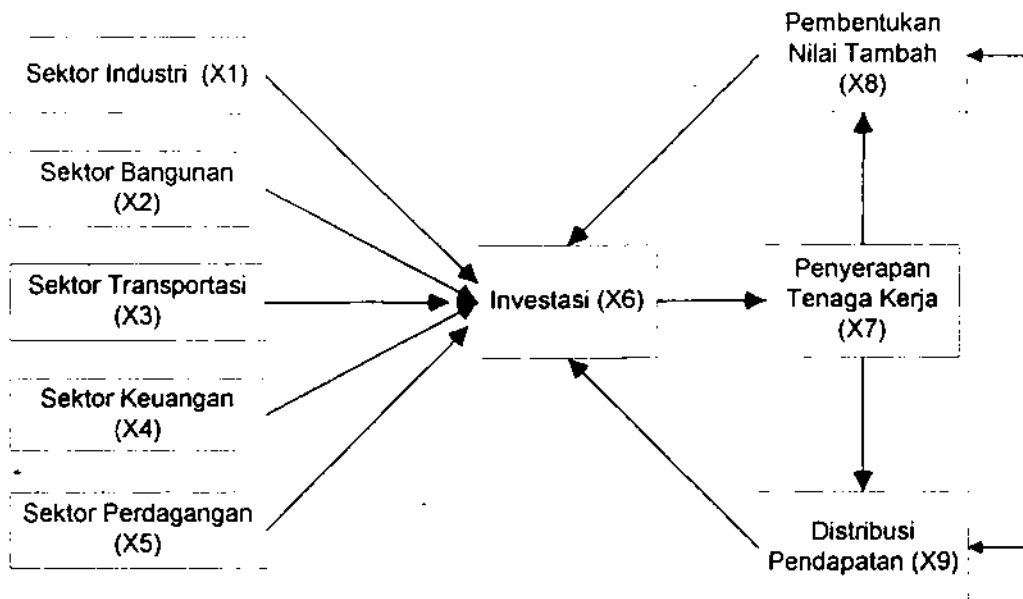 Sektor Industri (X1)
Sektor Bangunan
(X2)
Sektor Transportasi
(X3)
Sektor Keuangan
(X4)
Sektor Perdagangan
(X5)
Investasi (X6)
Pembentukan
Nilai Tambah
(X8)
Penyerapan
Tenaga Kerja
(X7)
Distribusi
Pendapatan (X9)